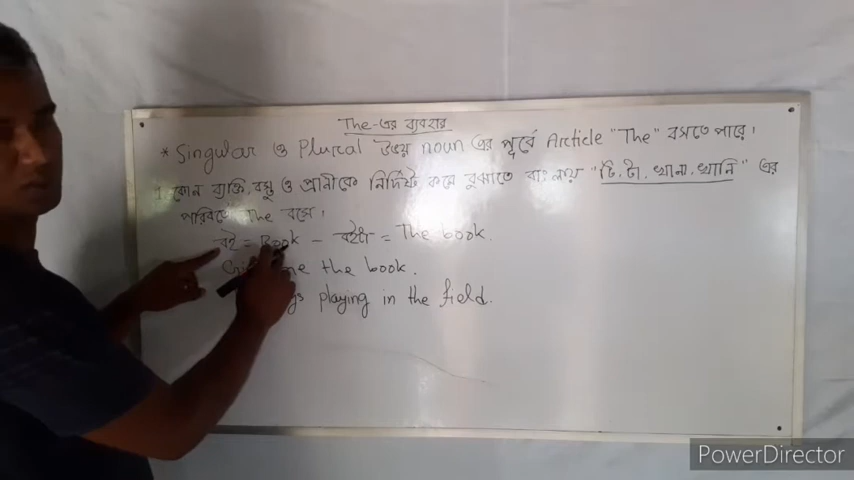 The-এর ব্যবহার
* Singular ও Plural উভয় noun এর পূর্বে Article "The" বসতে পারে।
কোন ব্যক্তি, বস্তু ও প্রাণীকে নির্দিষ্ট করে বুঝাতে বাংলায় "টি. টা. খানা. খানি" এর
পরিবর্তে The বসে।
বই = Book - বইটা = The book.
me the book.
playing in the field.
PowerDirector